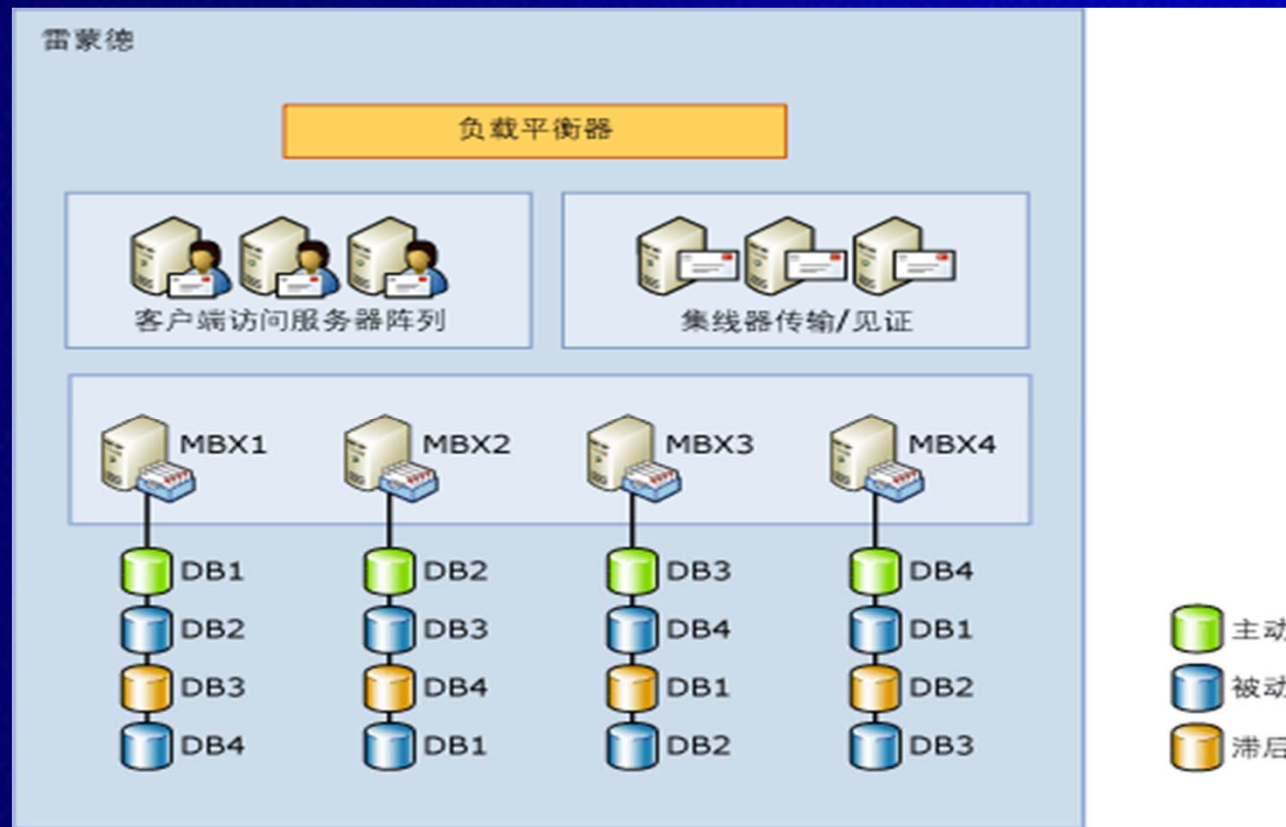 雷蒙德
负载平衡器
客户端访问服务器阵列 集线器传输/见证
MBX1 MBX2 MBX3 MBX4
DB1 DB2 DB3 DB4
DB2 DB3 DB4 DB1 主动
DB3 DB4 DB1 DB2 被动
DB4 DB1 DB2 DB3 滞后